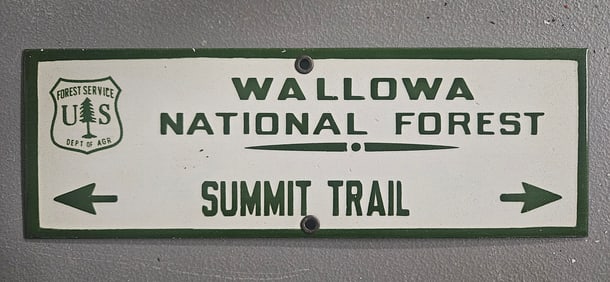 FOREST SERVICE
U S
DEPT OF AGR
WALLOWA
NATIONAL FOREST
SUMMIT TRAIL